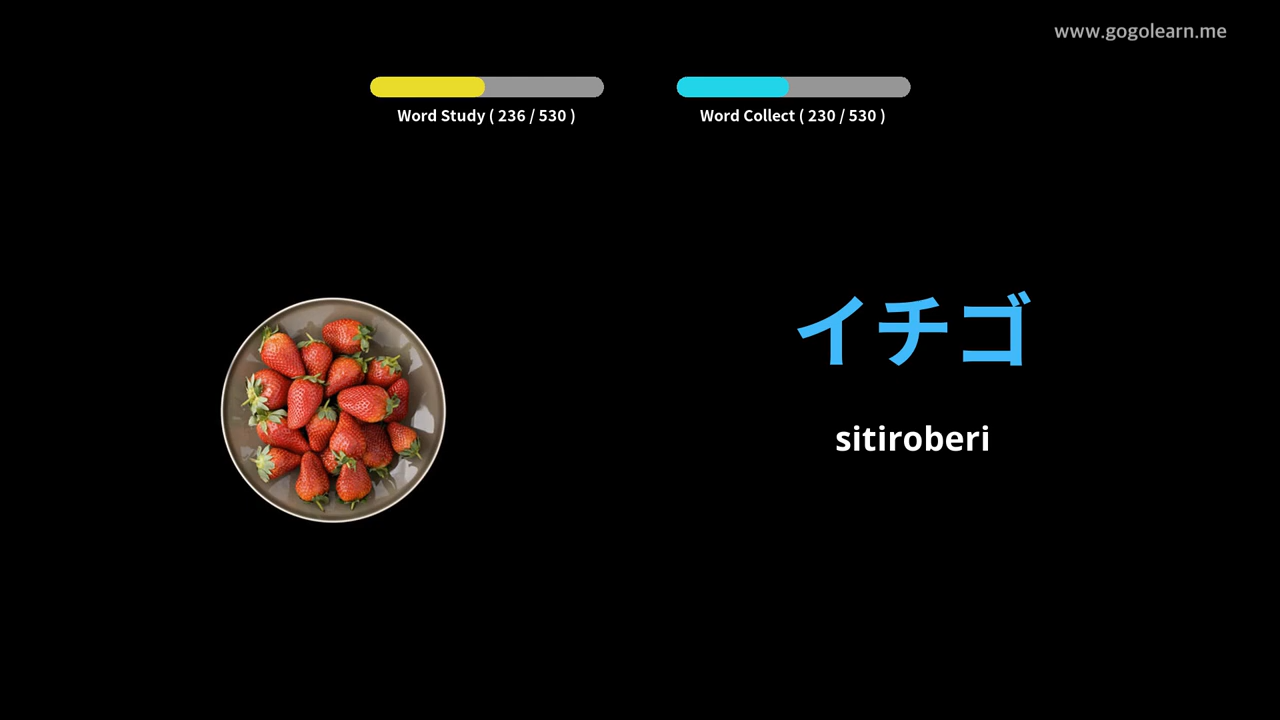 www.gogolearn.me
Word Study ( 236 / 530 )
Word Collect ( 230 / 530 )
イチゴ
sitiroberi